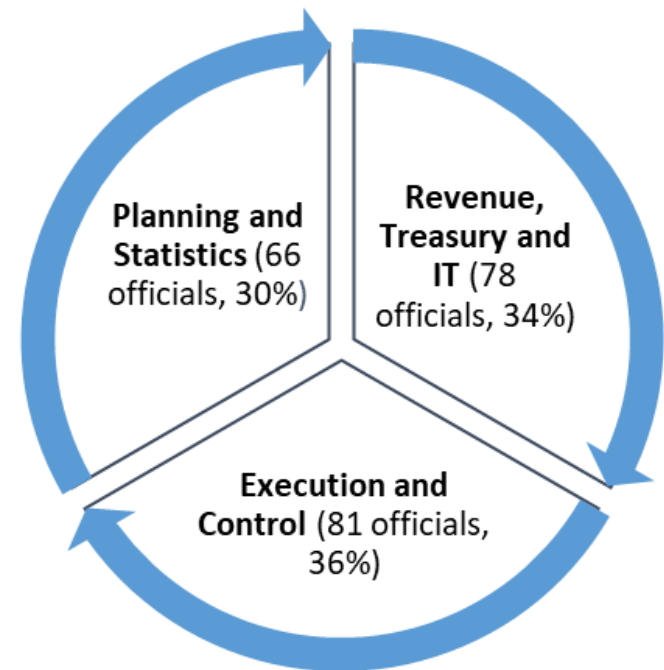 Planning and
Statistics (66
officials, 30%)
Revenue,
Treasury and
IT (78
officials, 34%)
Execution and
Control (81 officials,
36%)